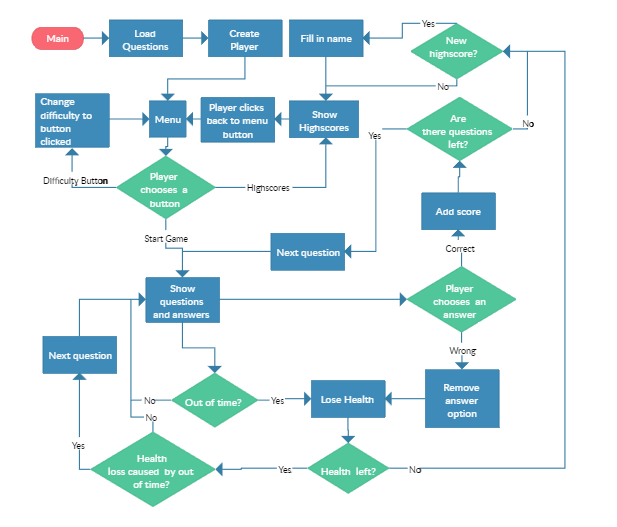 Main
Load
Questions
Create
Player
Fill in name
Yes
New
highscore?
No
Change
difficulty to
button
clicked
Menu
Player clicks
back to menu
button
Show
Highscores
Are
there questions
left?
Yes
No
Difficulty Button
Player
chooses a
button
Highscores
Add score
Start Game
Next question
Correct
Show
questions
and answers
Player
chooses an
answer
Next question
Wrong
No
Out of time?
Yes
Lose Health
Remove
answer
option
No
Yes
Health
loss caused by out
of time?
Yes
Health left?
No